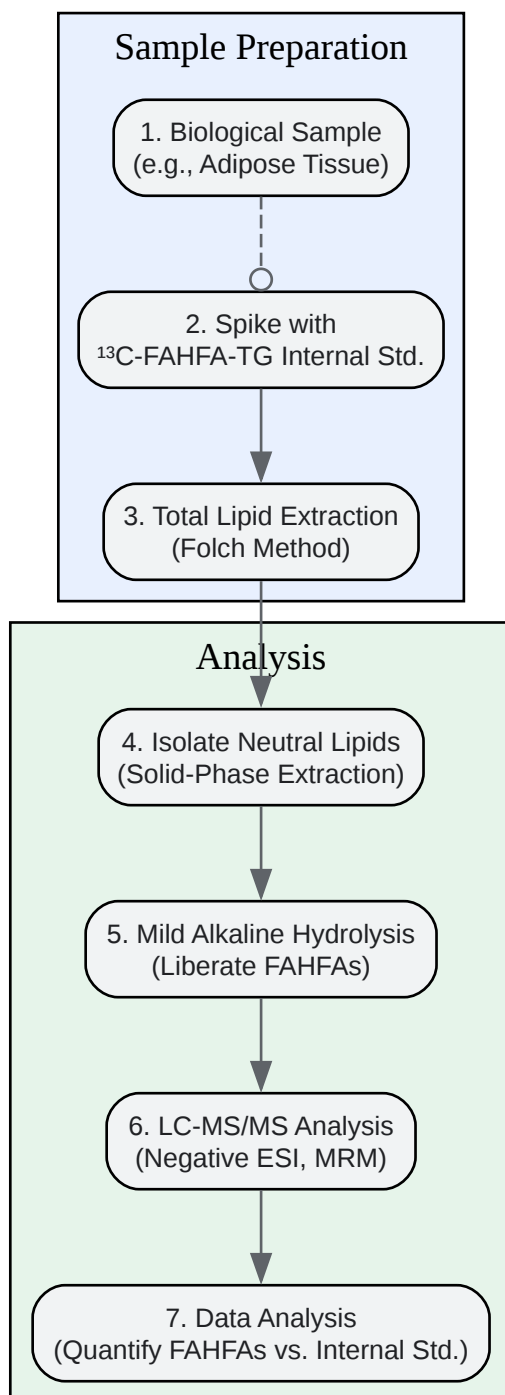 Sample Preparation
1. Biological Sample
(e.g., Adipose Tissue)
2. Spike with
¹³C-FAHFA-TG Internal Std.
3. Total Lipid Extraction
(Folch Method)
Analysis
4. Isolate Neutral Lipids
(Solid-Phase Extraction)
5. Mild Alkaline Hydrolysis
(Liberate FAHFAs)
6. LC-MS/MS Analysis
(Negative ESI, MRM)
7. Data Analysis
(Quantify FAHFAs vs. Internal Std.)